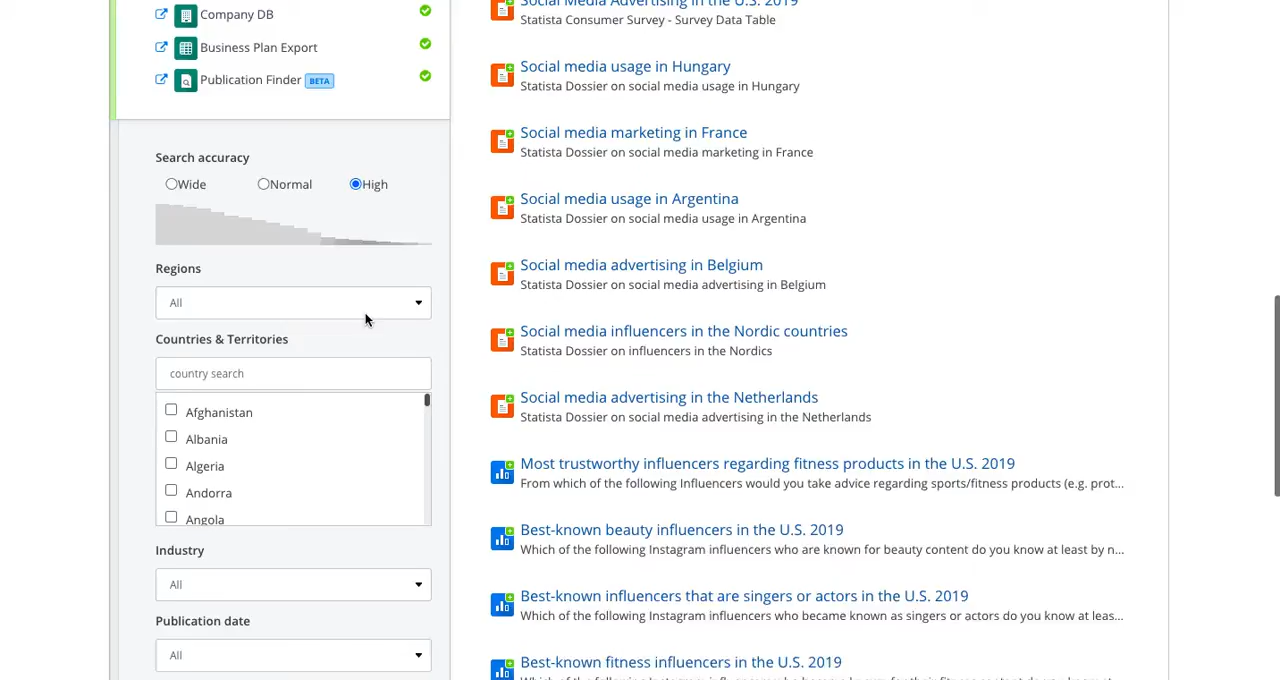 Company DB
Business Plan Export
Publication Finder BETA
Search accuracy
Wide Normal High
Regions
All
Countries & Territories
country search
Afghanistan
Albania
Algeria
Andorra
Angola
Industry
All
Publication date
All
Social Media Advertising in the U.S. 2019
Statista Consumer Survey - Survey Data Table
Social media usage in Hungary
Statista Dossier on social media usage in Hungary
Social media marketing in France
Statista Dossier on social media marketing in France
Social media usage in Argentina
Statista Dossier on social media usage in Argentina
Social media advertising in Belgium
Statista Dossier on social media advertising in Belgium
Social media influencers in the Nordic countries
Statista Dossier on influencers in the Nordics
Social media advertising in the Netherlands
Statista Dossier on social media advertising in the Netherlands
Most trustworthy influencers regarding fitness products in the U.S. 2019
From which of the following Influencers would you take advice regarding sports/fitness products (e.g. prot...
Best-known beauty influencers in the U.S. 2019
Which of the following Instagram influencers who are known for beauty content do you know at least by n...
Best-known influencers that are singers or actors in the U.S. 2019
Which of the following Instagram influencers who became known as singers or actors do you know at leas...
Best-known fitness influencers in the U.S. 2019